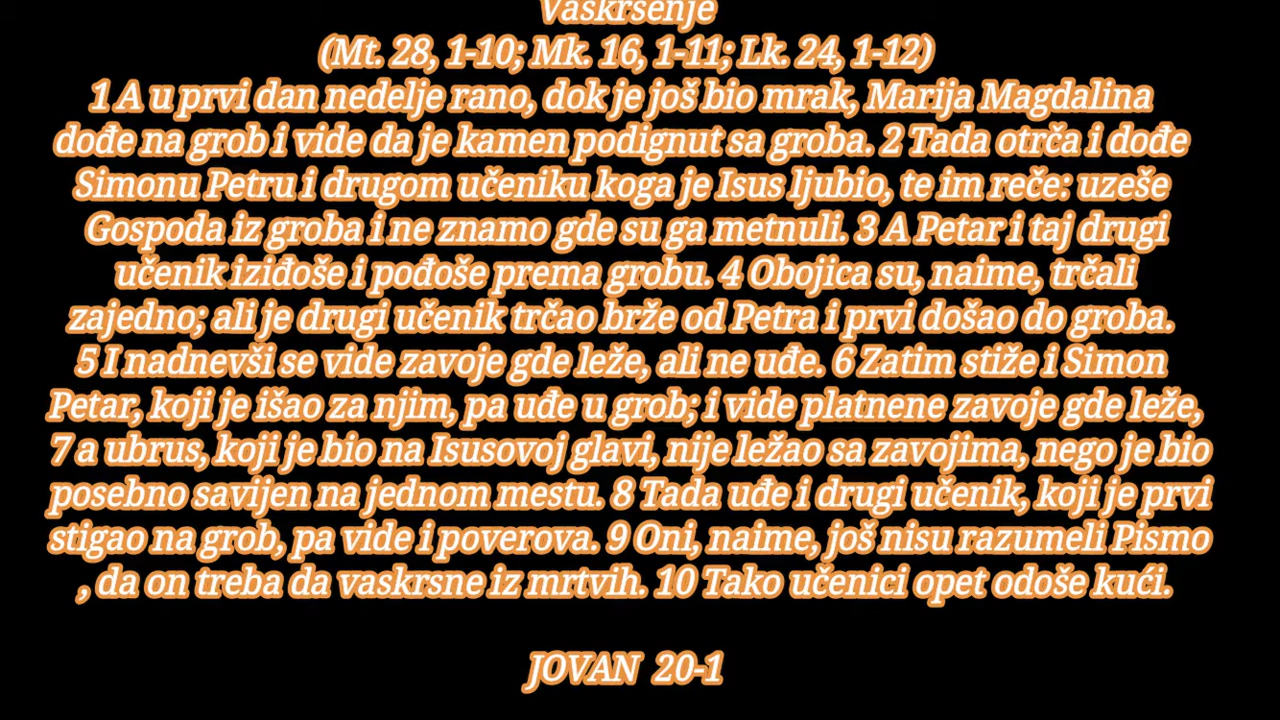 Vaskrsenje
(Mt. 28, 1-10; Mk. 16, 1-11; Lk. 24, 1-12)
1 A u prvi dan nedelje rano, dok je još bio mrak, Marija Magdalina
dođe na grob i vide da je kamen podignut sa groba. 2 Tada otrča i dođe
Simonu Petru i drugom učeniku koga je Isus ljubio, te im reče: uzeše
Gospoda iz groba i ne znamo gde su ga metnuli. 3 A Petar i taj drugi
učenik iziđoše i pođoše prema grobu. 4 Obojica su, naime, trčali
zajedno; ali je drugi učenik trčao brže od Petra i prvi došao do groba.
5 I nadnevši se vide zavoje gde leže, ali ne uđe. 6 Zatim stiže i Simon
Petar, koji je išao za njim, pa uđe u grob; i vide platnene zavoje gde leže,
7 a ubrus, koji je bio na Isusovoj glavi, nije ležao sa zavojima, nego je bio
posebno savijen na jednom mestu. 8 Tada uđe i drugi učenik, koji je prvi
stigao na grob, pa vide i poverova. 9 Oni, naime, još nisu razumeli Pismo
, da on treba da vaskrsne iz mrtvih. 10 Tako učenici opet odoše kući.
JOVAN 20-1